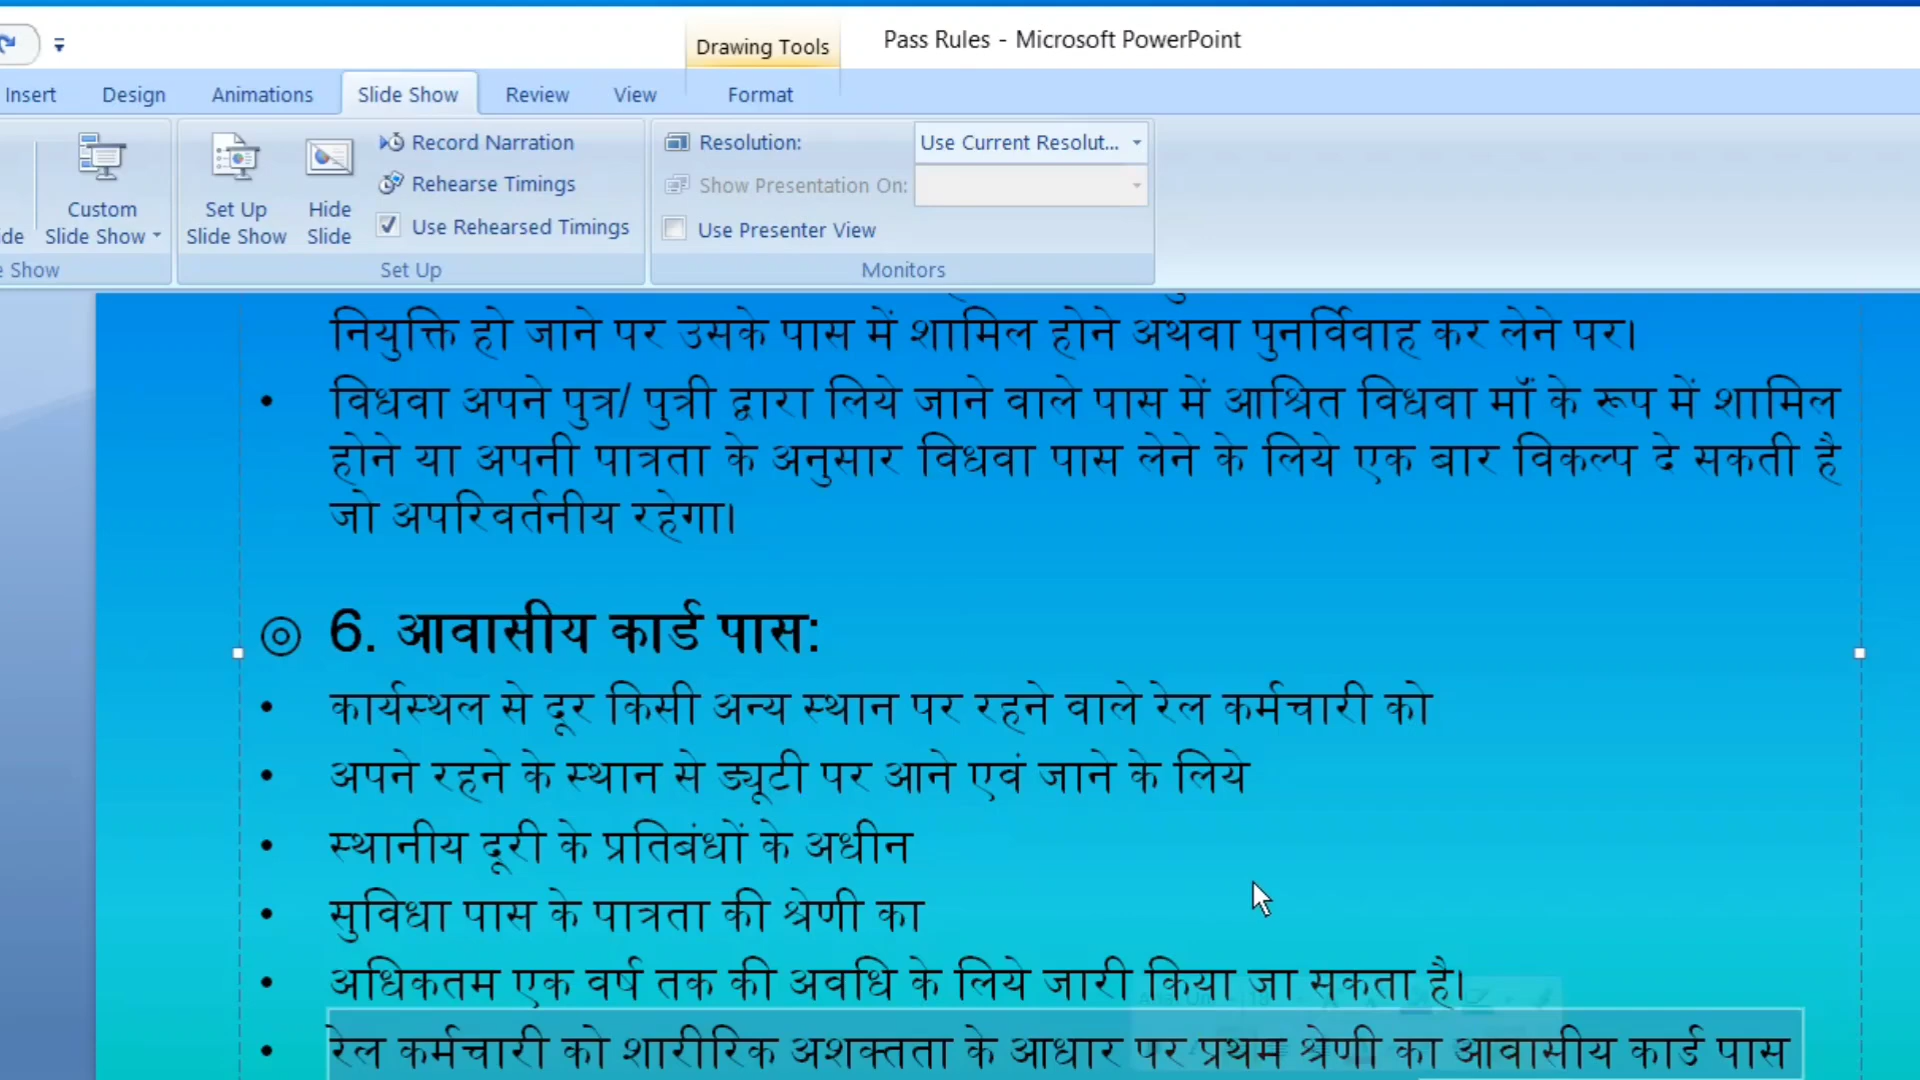 Drawing Tools
Pass Rules - Microsoft PowerPoint
Insert
Design
Animations
Slide Show
Review
View
Format
Custom
Slide Show
Set Up
Slide Show
Hide
Slide
Record Narration
Rehearse Timings
Use Rehearsed Timings
Resolution:
Use Current Resolut...
Show Presentation On:
Use Presenter View
Show
Set Up
Monitors
नियुक्ति हो जाने पर उसके पास में शामिल होने अथवा पुनर्विवाह कर लेने पर।
• विधवा अपने पुत्र/ पुत्री द्वारा लिये जाने वाले पास में आश्रित विधवा मॉं के रूप में शामिल
होने या अपनी पात्रता के अनुसार विधवा पास लेने के लिये एक बार विकल्प दे सकती है
जो अपरिवर्तनीय रहेगा।
6. आवासीय कार्ड पास:
• कार्यस्थल से दूर किसी अन्य स्थान पर रहने वाले रेल कर्मचारी को
• अपने रहने के स्थान से ड्यूटी पर आने एवं जाने के लिये
• स्थानीय दूरी के प्रतिबंधों के अधीन
• सुविधा पास के पात्रता की श्रेणी का
• अधिकतम एक वर्ष तक की अवधि के लिये जारी किया जा सकता है।
• रेल कर्मचारी को शारीरिक अशक्तता के आधार पर प्रथम श्रेणी का आवासीय कार्ड पास